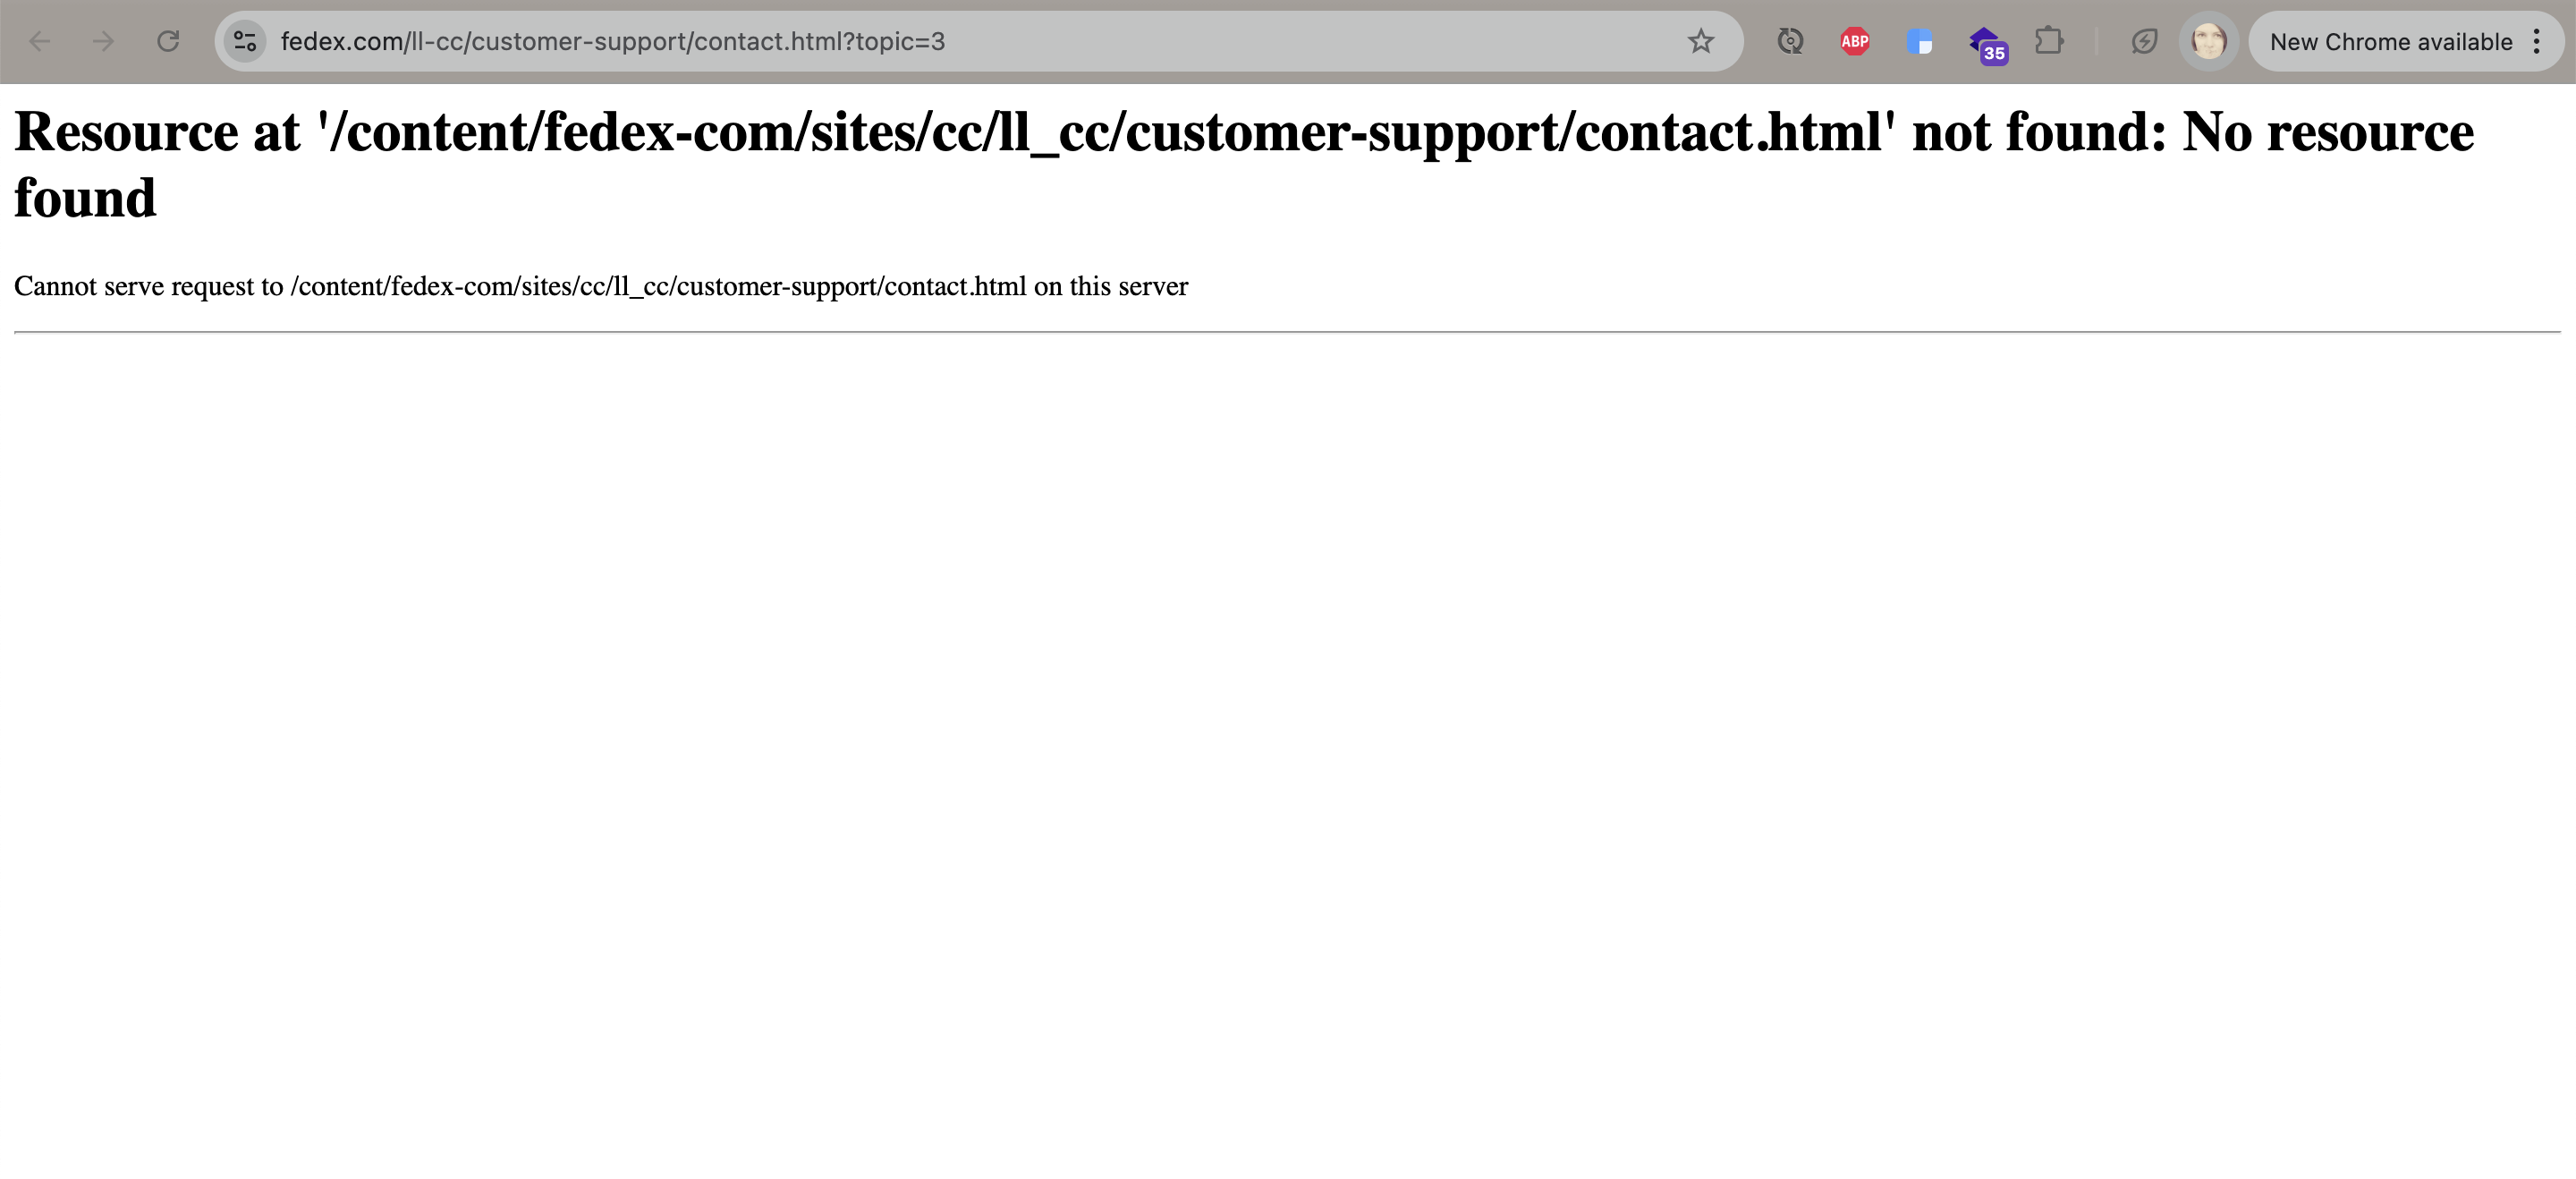 fedex.com/ll-cc/customer-support/contact.html?topic=3
ABP
35
New Chrome available
Resource at '/content/fedex-com/sites/cc/ll_cc/customer-support/contact.html' not found: No resource
found
Cannot serve request to /content/fedex-com/sites/cc/ll_cc/customer-support/contact.html on this server